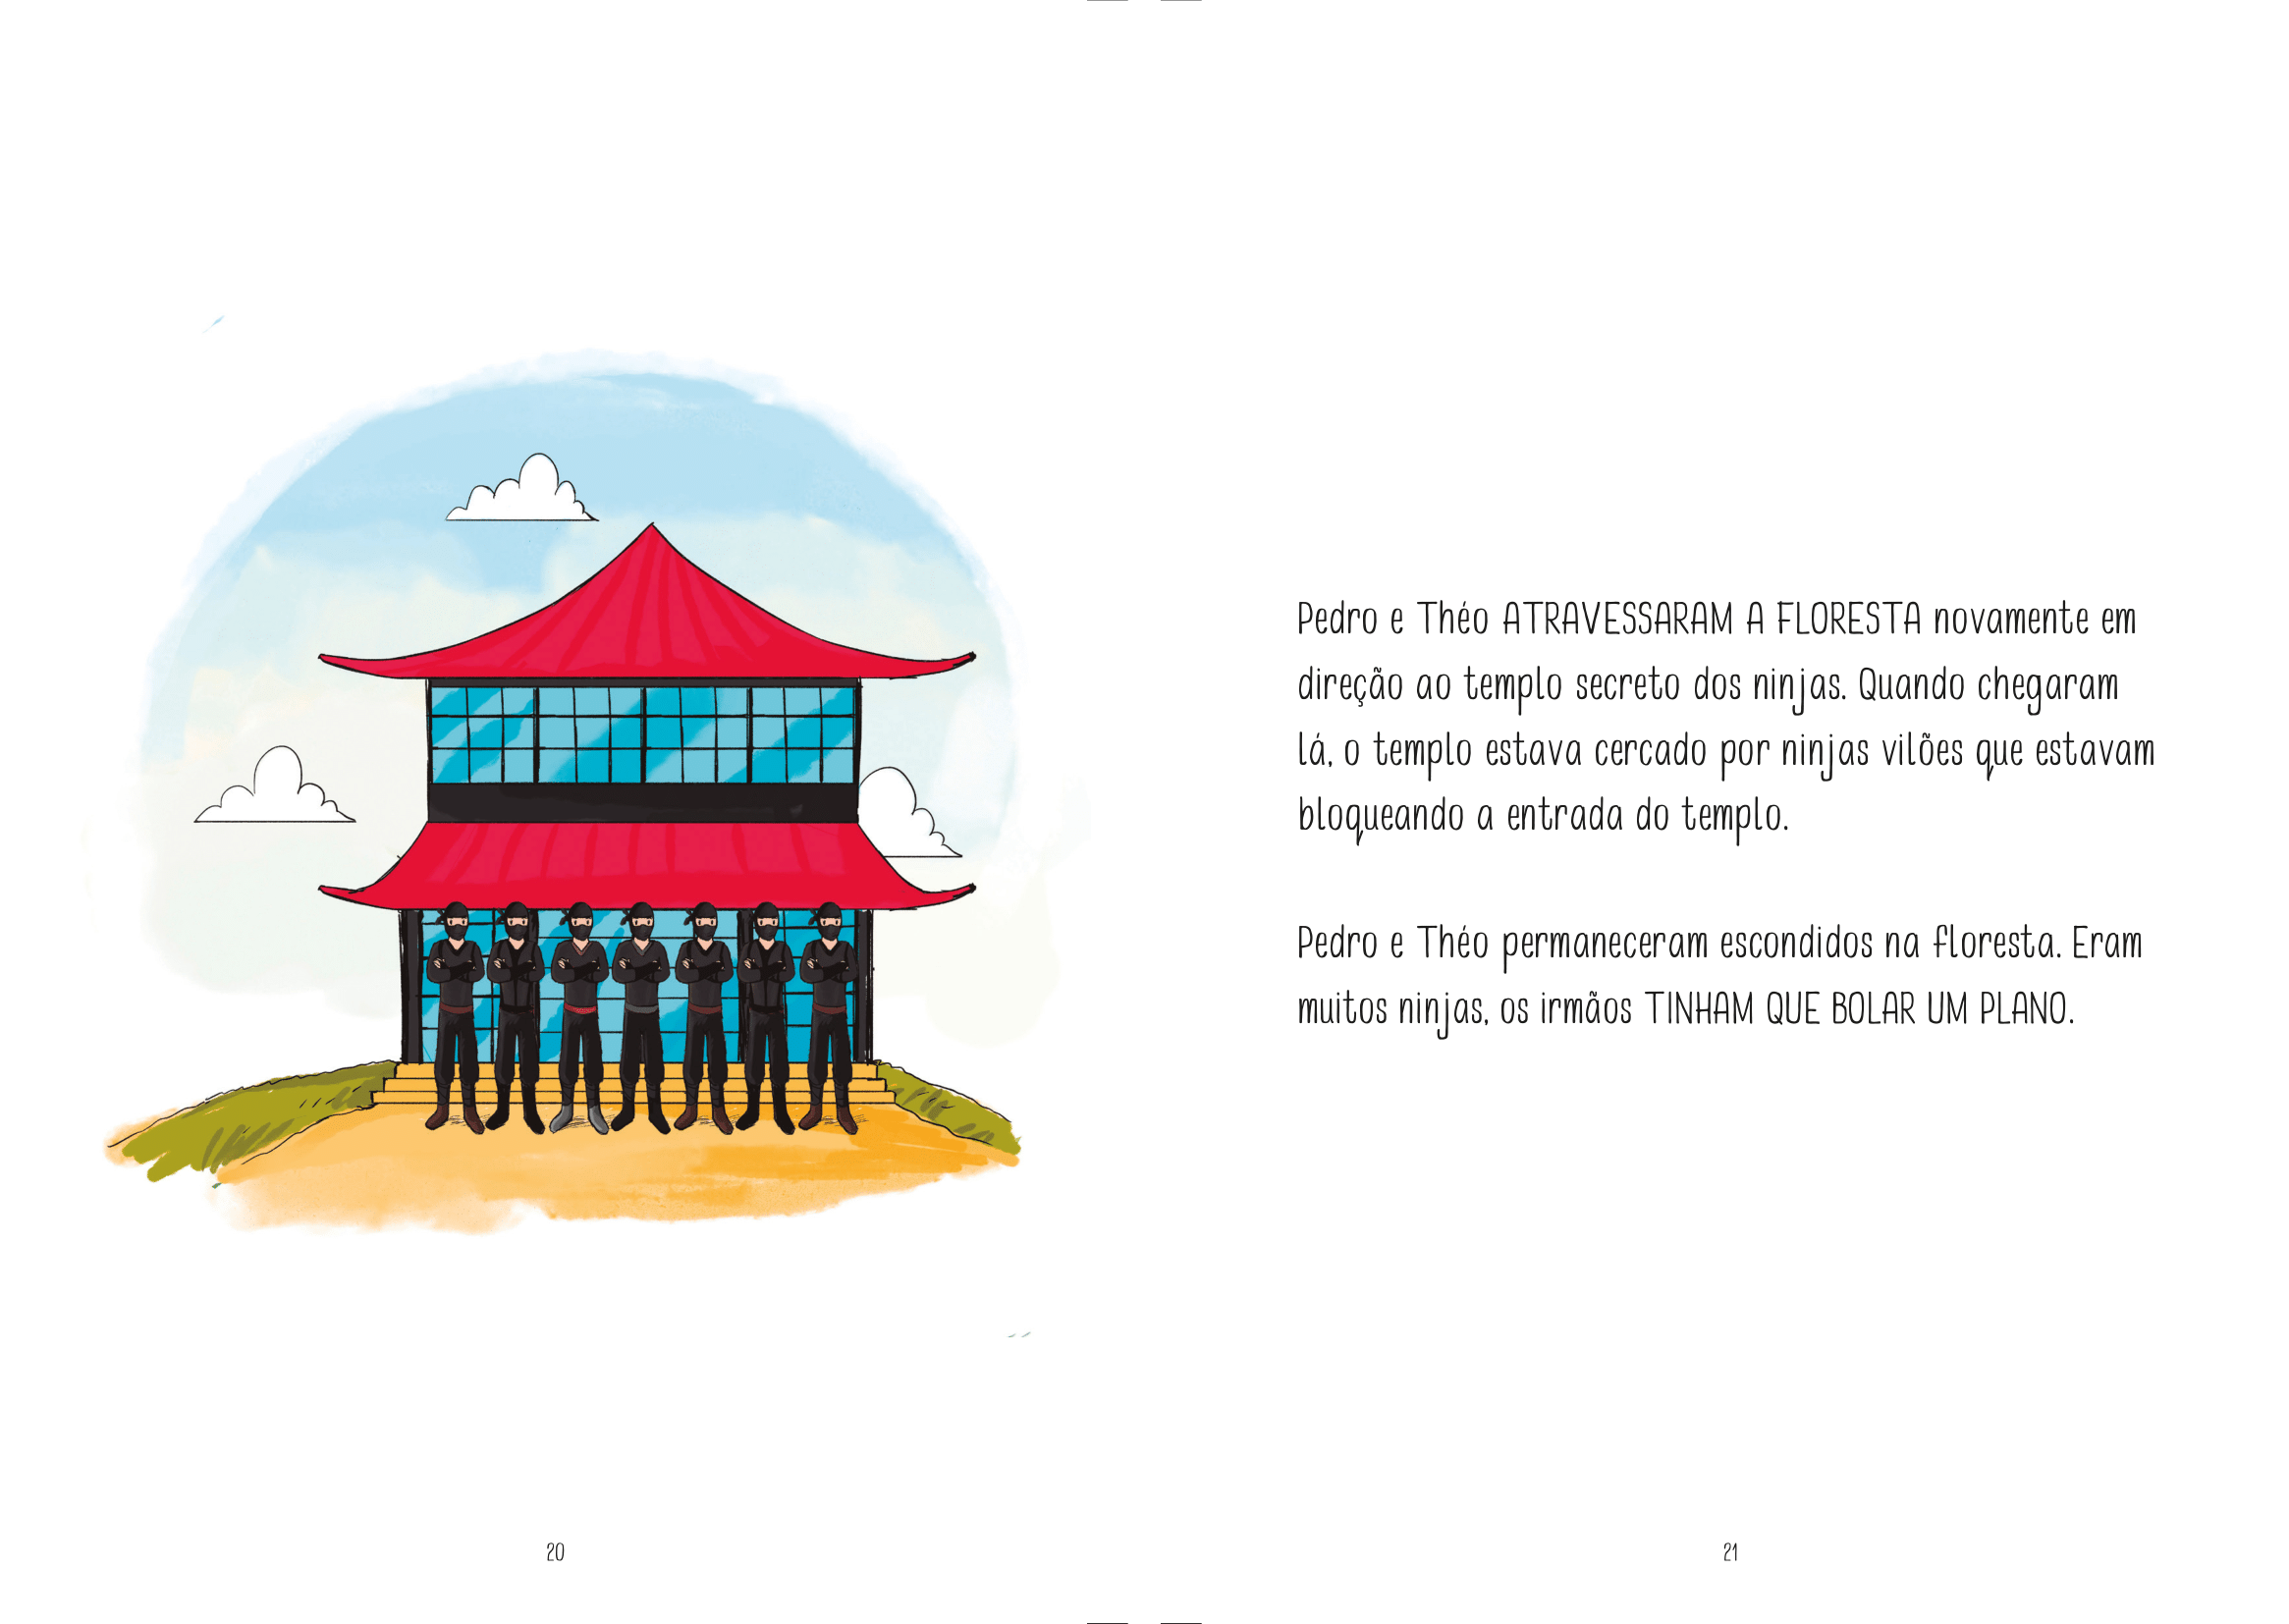 Pedro e Théo ATRAVESSARAM A FLORESTA novamente em
direção ao templo secreto dos ninjas. Quando chegaram
lá, o templo estava cercado por ninjas vilões que estavam
bloqueando a entrada do templo.
Pedro e Théo permaneceram escondidos na floresta. Eram
muitos ninjas, os irmãos TINHAM QUE BOLAR UM PLANO.
20
21